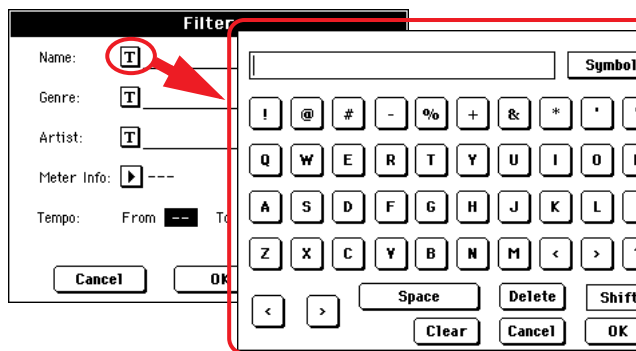 Filter
Name: T
Genre: T
Artist: T
Meter Info: ---
Tempo: From -- To
Cancel OK
Symbol
! @ # - % + & * '
Q W E R T Y U I O
A S D F G H J K L
Z X C V B N M < >
< > Space Delete Shift
Clear Cancel OK